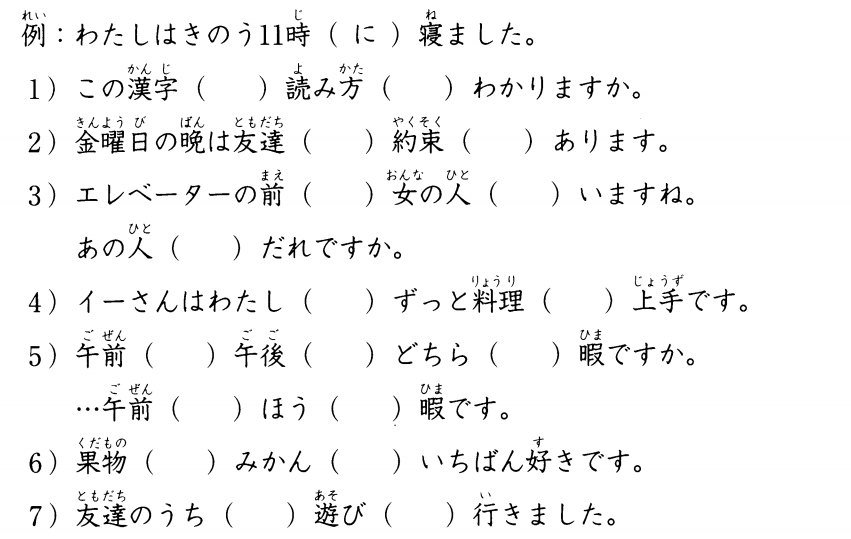 例：わたしはきのう11時（ に ）寝ました。
1）この漢字（　　）読み方（　　）わかりますか。
2）金曜日の晩は友達（　　）約束（　　）あります。
3）エレベーターの前（　　）女の人（　　）いますね。
あの人（　　）だれですか。
4）イーさんはわたし（　　）ずっと料理（　　）上手です。
5）午前（　　）午後（　　）どちら（　　）暇ですか。
…午前（　　）ほう（　　）暇です。
6）果物（　　）みかん（　　）いちばん好きです。
7）友達のうち（　　）遊び（　　）行きました。